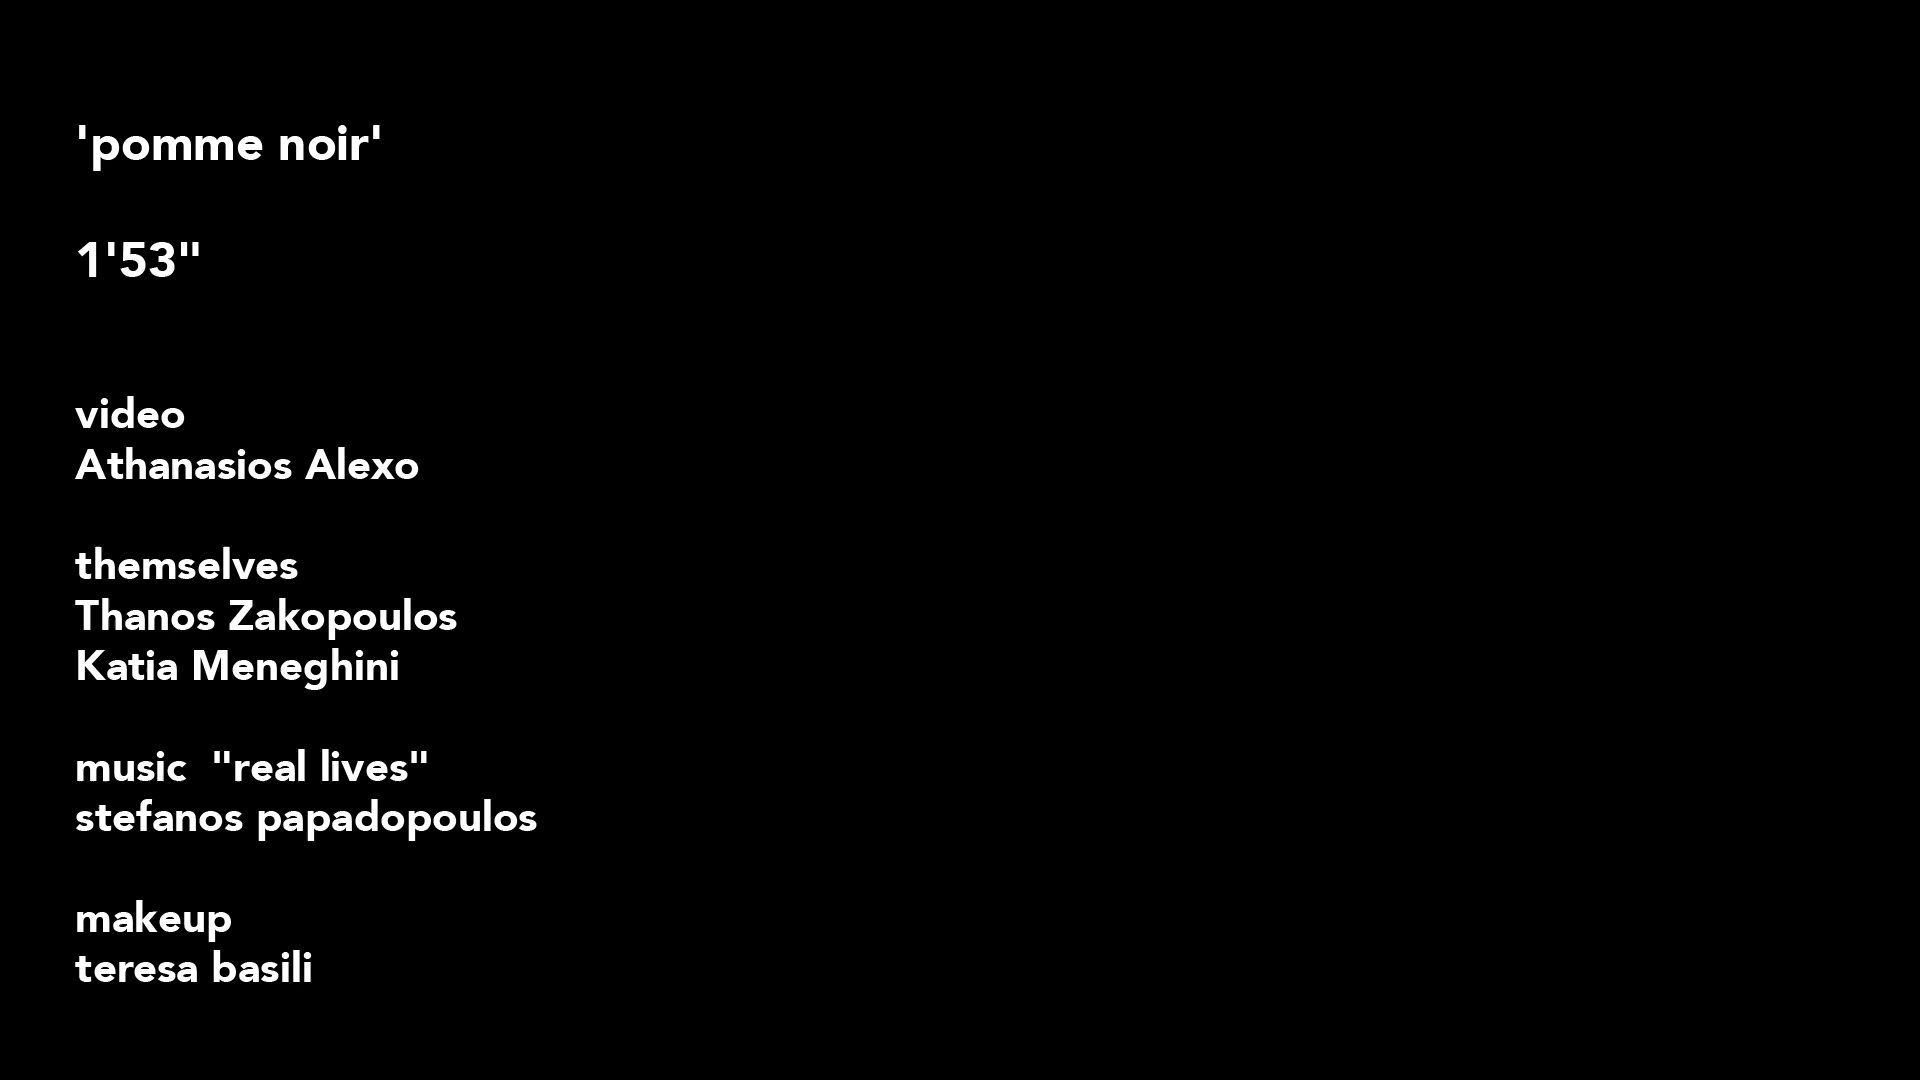 'pomme noir'
1'53"
video
Athanasios Alexo
themselves
Thanos Zakopoulos
Katia Meneghini
music  "real lives"
stefanos papadopoulos
makeup
teresa basili